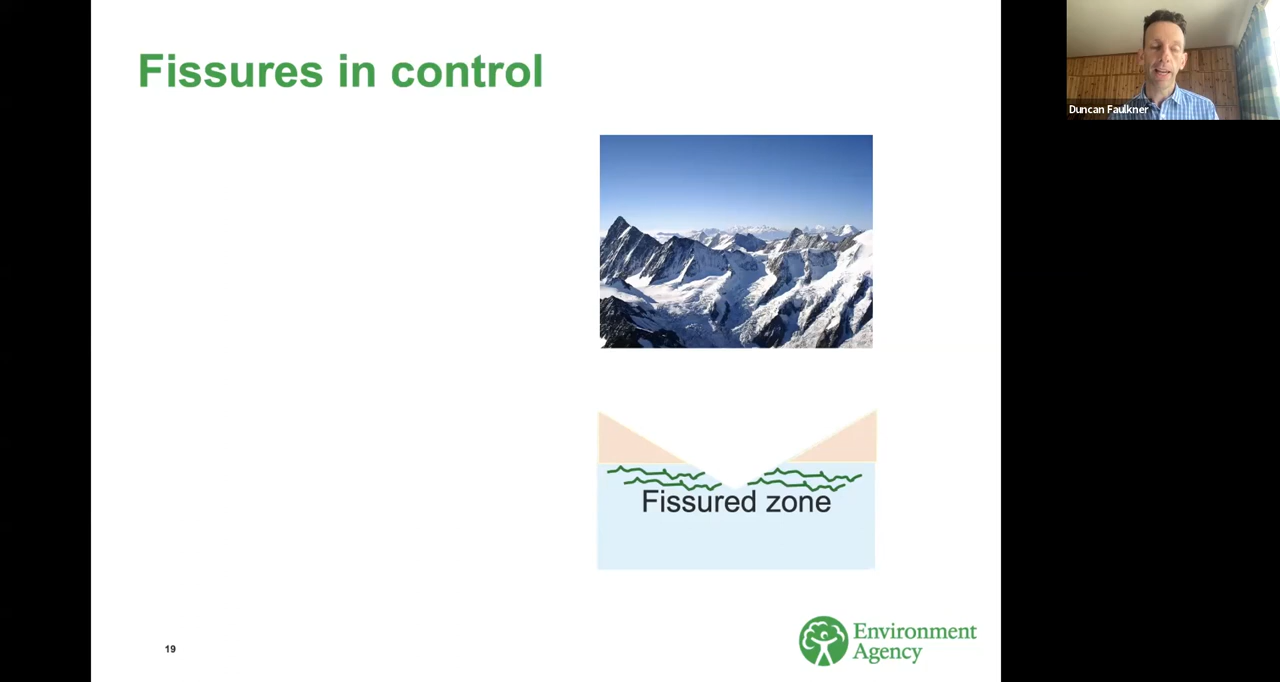 Fissures in control
Duncan Faulkner
Fissured zone
19
Environment
Agency